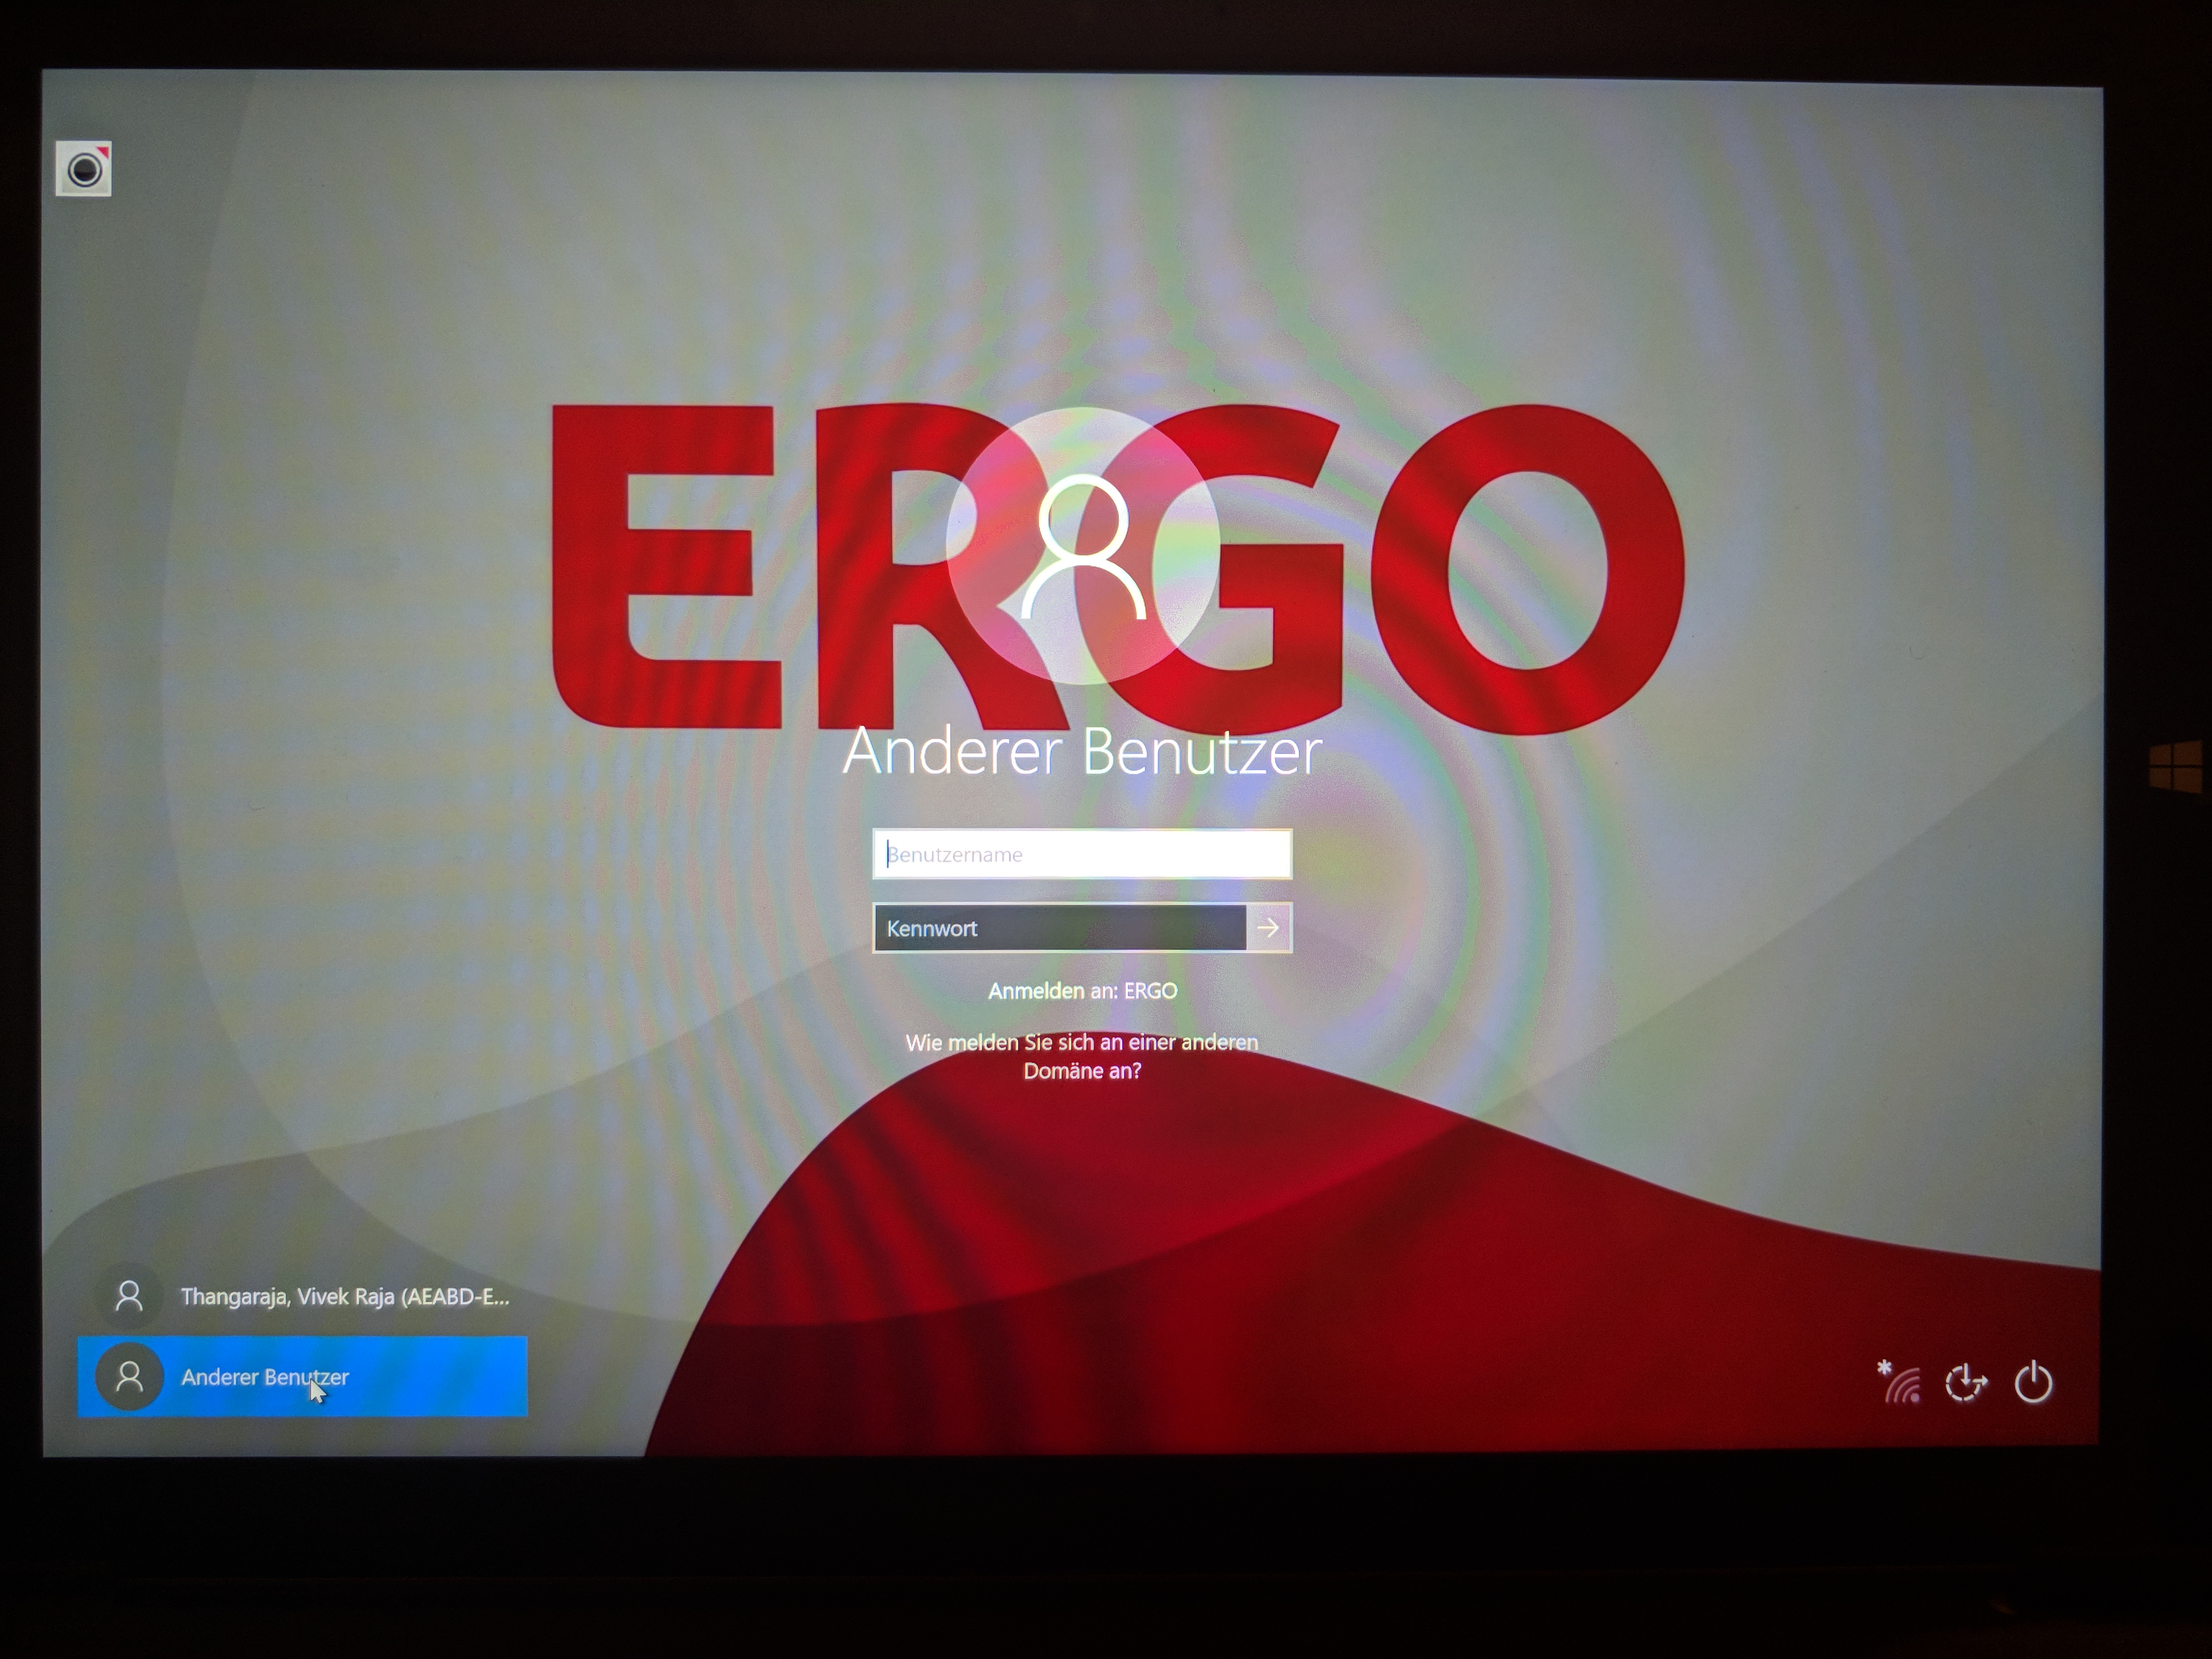 ERGO
Anderer Benutzer
Benutzername
Kennwort
Anmelden an: ERGO
Wie melden Sie sich an einer anderen
Domäne an?
Thangaraja, Vivek Raja (AEABD-E...
Anderer Benutzer